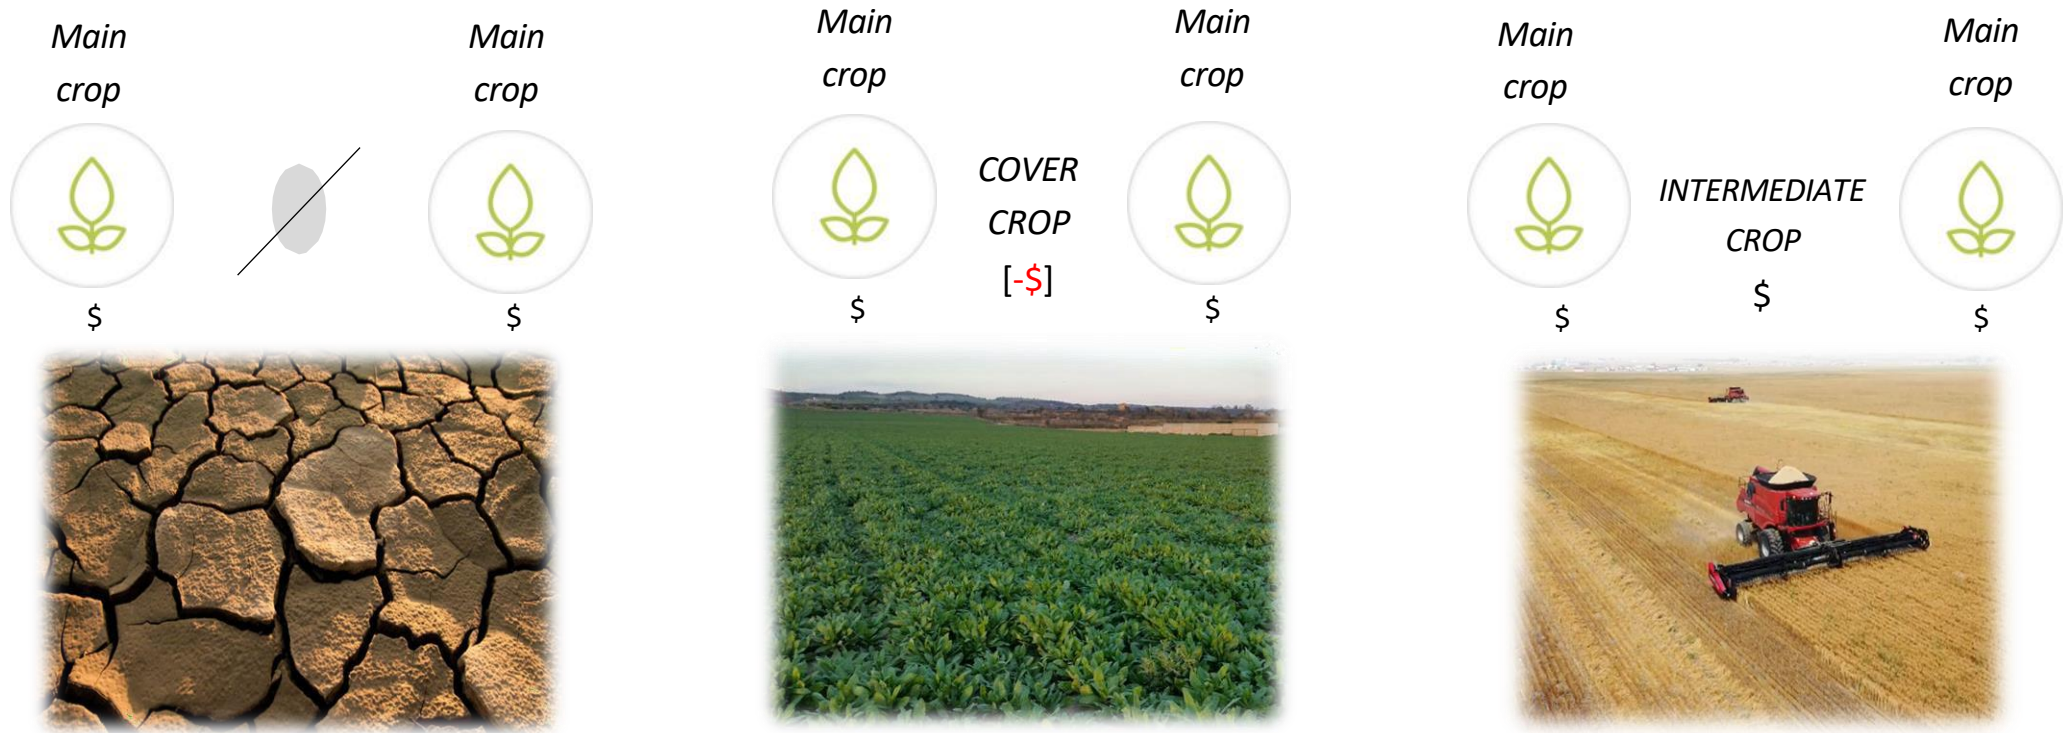 Main
crop
$
Main
crop
$
Main
crop
$
COVER
CROP
[-$]
Main
crop
$
Main
crop
$
INTERMEDIATE
CROP
$
Main
crop
$